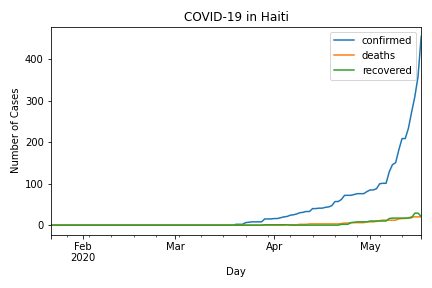 COVID-19 in Haiti
confirmed
deaths
recovered
Number of Cases
400
300
200
100
0
Feb
2020
Mar
Apr
May
Day